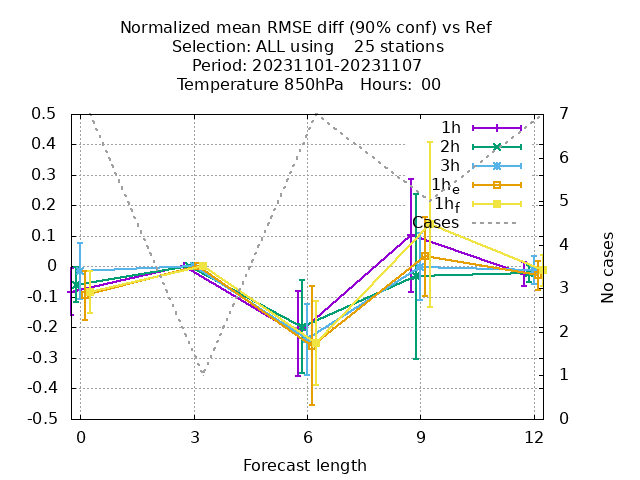 Normalized mean RMSE diff (90% conf) vs Ref
Selection: ALL using    25 stations
Period: 20231101-20231107
Temperature 850hPa   Hours:  00
0.5
0.4
0.3
0.2
0.1
0
-0.1
-0.2
-0.3
-0.4
-0.5
1h
2h
3h
1he
1hf
Cases
7
6
5
4
3
2
1
0
No cases
0 3 6 9 12
Forecast length